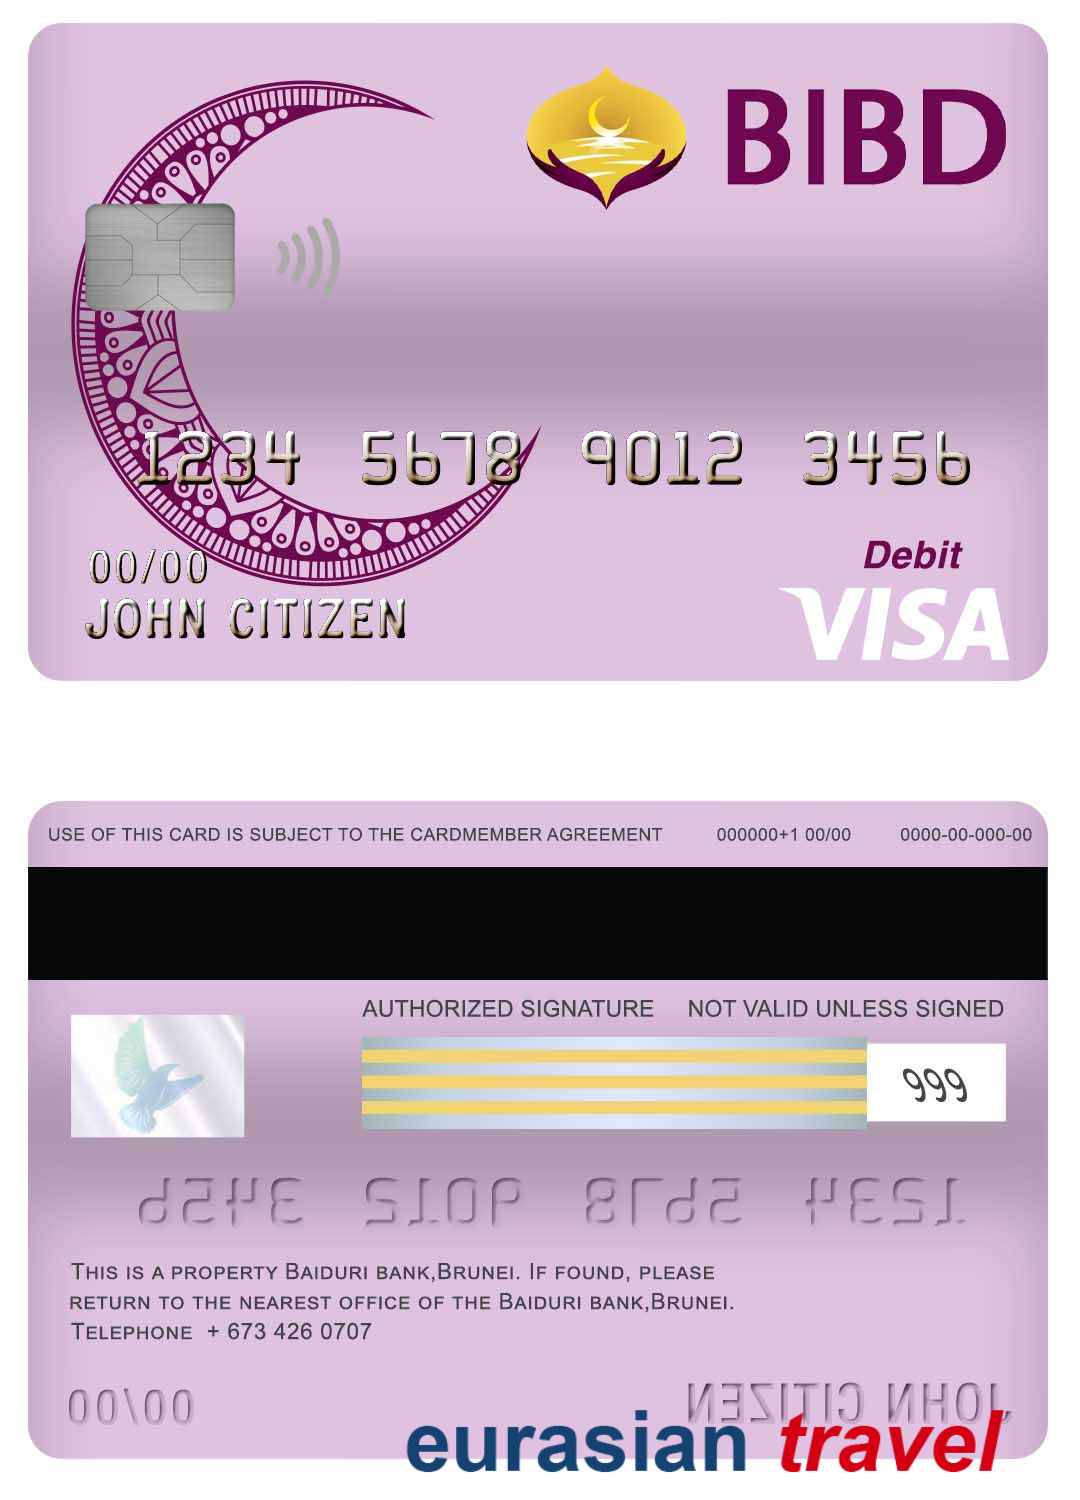 BIBD
1234 5678 9012 3456
00/00
JOHN CITIZEN
Debit
VISA
USE OF THIS CARD IS SUBJECT TO THE CARDMEMBER AGREEMENT 000000+1 00/00 0000-00-000-00
AUTHORIZED SIGNATURE NOT VALID UNLESS SIGNED
999
1234 5678 9012 3456
THIS IS A PROPERTY BAIDURI BANK,BRUNEI. IF FOUND, PLEASE
RETURN TO THE NEAREST OFFICE OF THE BAIDURI BANK,BRUNEI.
TELEPHONE + 673 426 0707
00/00
JOHN CITIZEN
eurasian travel